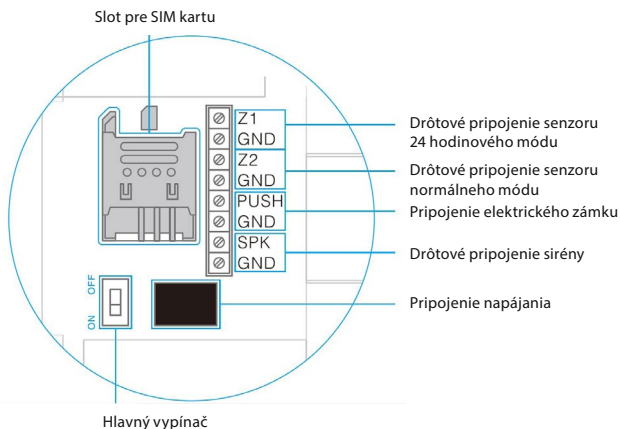 Slot pre SIM kartu
Z1
GND
Z2
GND
PUSH
GND
SPK
GND
Drôtové pripojenie senzoru
24 hodinového módu
Drôtové pripojenie senzoru
normálneho módu
Pripojenie elektrického zámku
Drôtové pripojenie sirény
Pripojenie napájania
OFF
ON
Hlavný vypínač